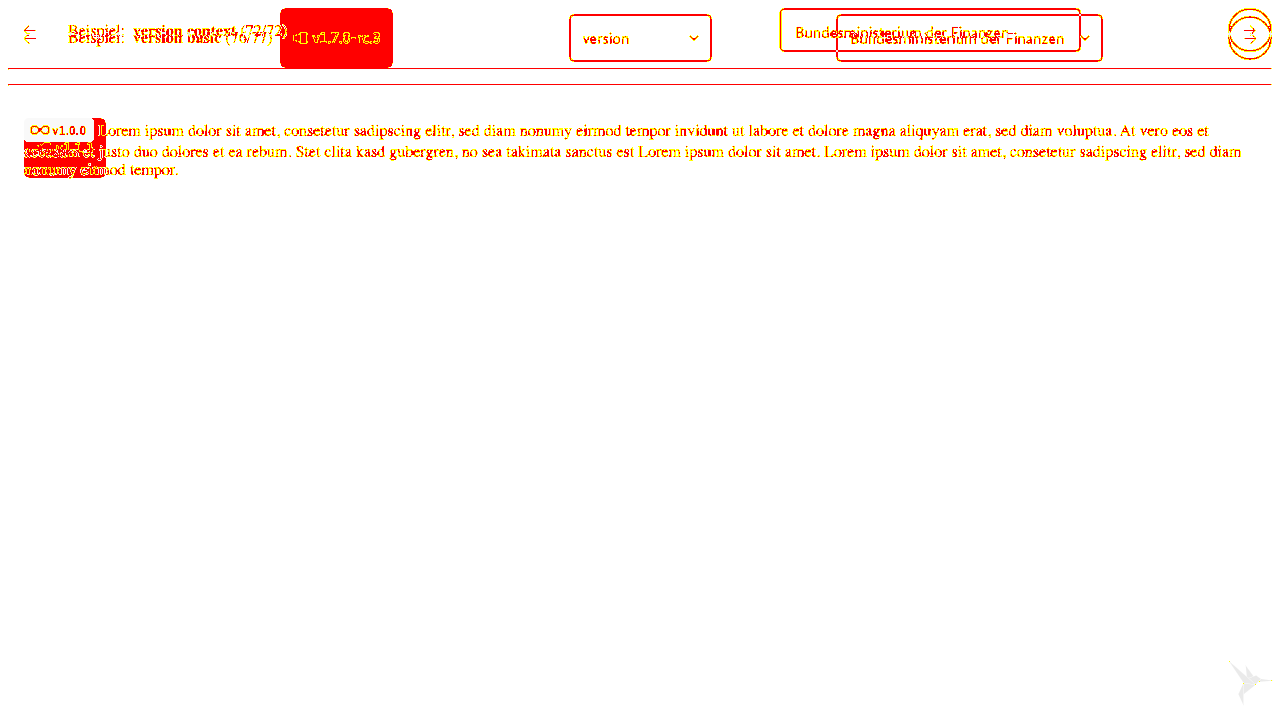 Beispiel: version context (72/72)
Beispiel: version basic (76/77)
v1.7.0-rc.3
version
Bundesministerium der Finanzen
Bundesministerium der Finanzen
v1.0.0 Lorem ipsum dolor sit amet, consetetur sadipscing elitr, sed diam nonumy eirmod tempor invidunt ut labore et dolore magna aliquyam erat, sed diam voluptua. At vero eos et
et justo duo dolores et ea rebum. Stet clita kasd gubergren, no sea takimata sanctus est Lorem ipsum dolor sit amet. Lorem ipsum dolor sit amet, consetetur sadipscing elitr, sed diam
nonumy eirmod tempor.